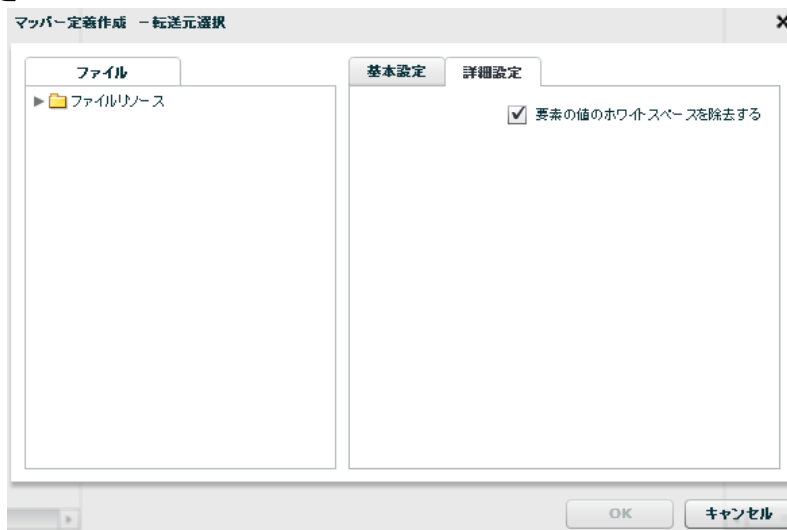 マッパー定義作成 －転送元選択
ファイル
ファイルリソース
基本設定
詳細設定
要素の値のホワイトスペースを除去する
OK
キャンセル